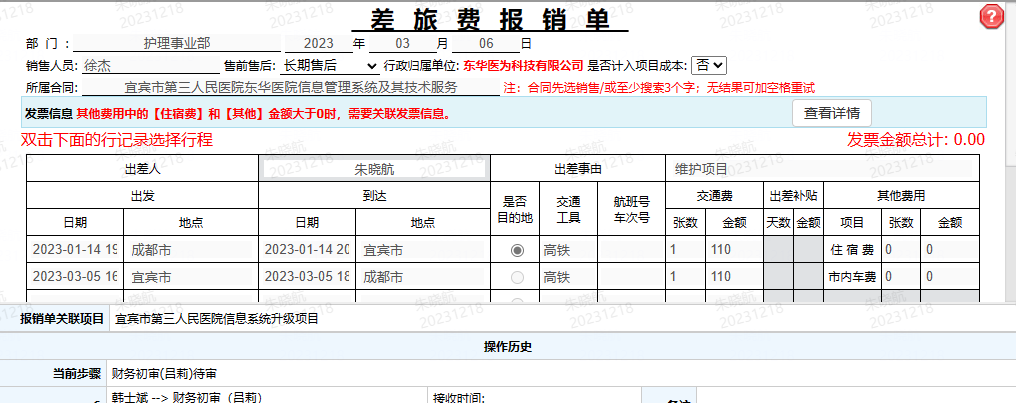 差 旅 费 报 销 单
部 门 : 护理事业部 2023 年 03 月 06 日
销售人员: 徐杰 售前售后: 长期售后 行政归属单位: 东华医为科技有限公司 是否计入项目成本: 否
所属合同: 宜宾市第三人民医院东华医院信息管理系统及其技术服务 注：合同先选销售/或至少搜索3个字；无结果可加空格重试
发票信息 其他费用中的【住宿费】和【其他】金额大于0时，需要关联发票信息。 查看详情
双击下面的行记录选择行程 发票金额总计: 0.00
出差人 朱晓航 出差事由 维护项目
出发 到达 是否目的地 交通工具 航班号车次号 交通费 出差补贴 其他费用
日期 地点 日期 地点 张数 金额 天数 金额 项目 张数 金额
2023-01-14 19 成都市 2023-01-14 20 宜宾市 高铁 1 110 住 宿 费 0 0
2023-03-05 16 宜宾市 2023-03-05 18 成都市 高铁 1 110 市内车费 0 0
报销单关联项目 宜宾市第三人民医院信息系统升级项目
操作历史
当前步骤 财务初审(吕莉)待审
韩士斌 --> 财务初审（吕莉） 接收时间:
朱晓航
20231218